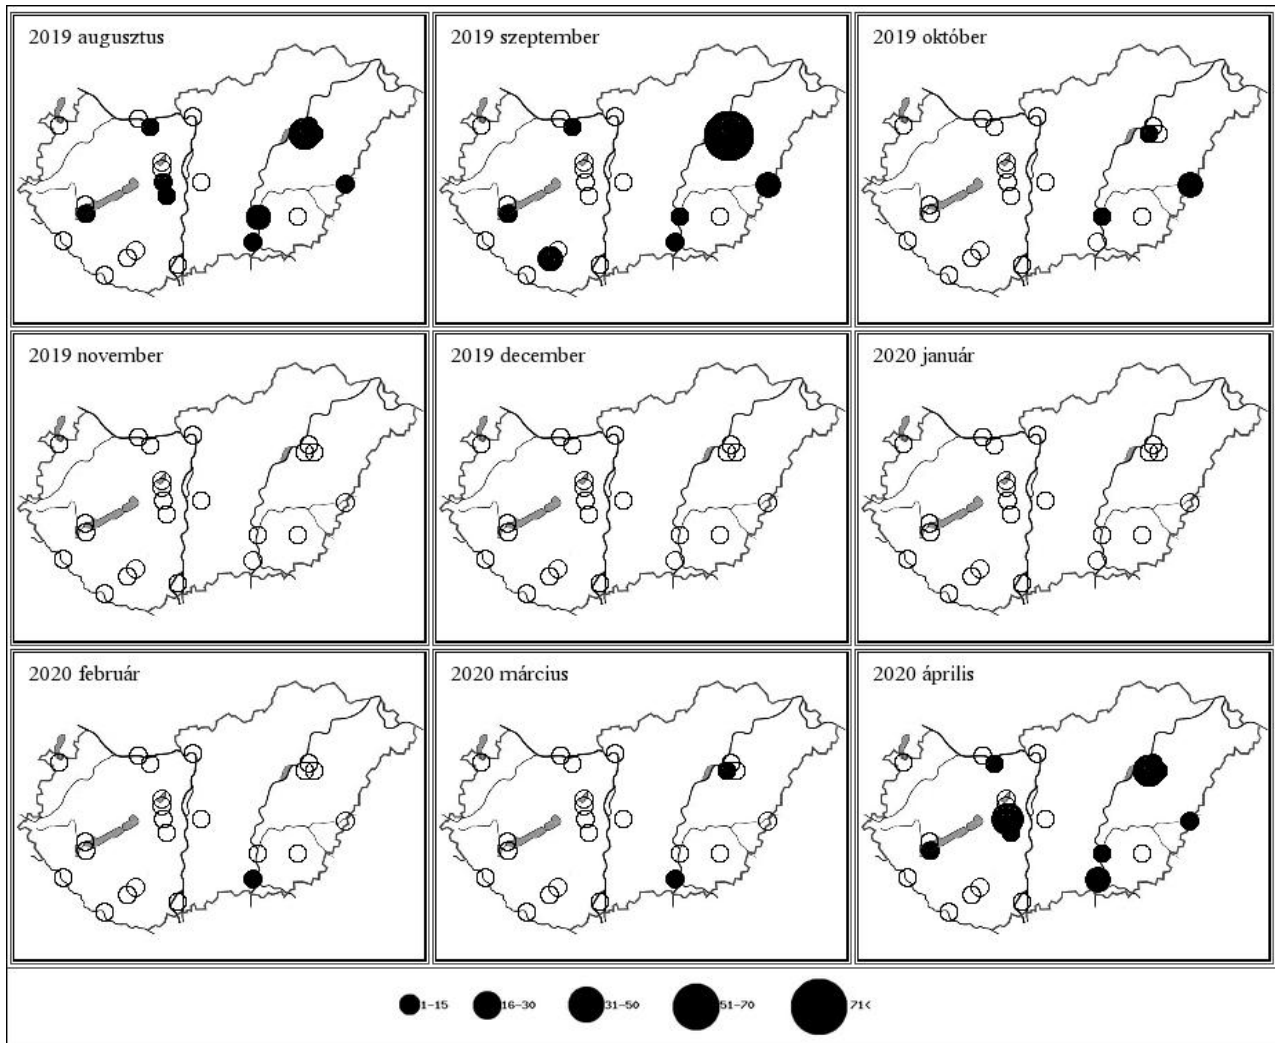 2019 augusztus
2019 szeptember
2019 október
2019 november
2019 december
2020 január
2020 február
2020 március
2020 április
1-15
16-30
31-50
51-70
71<